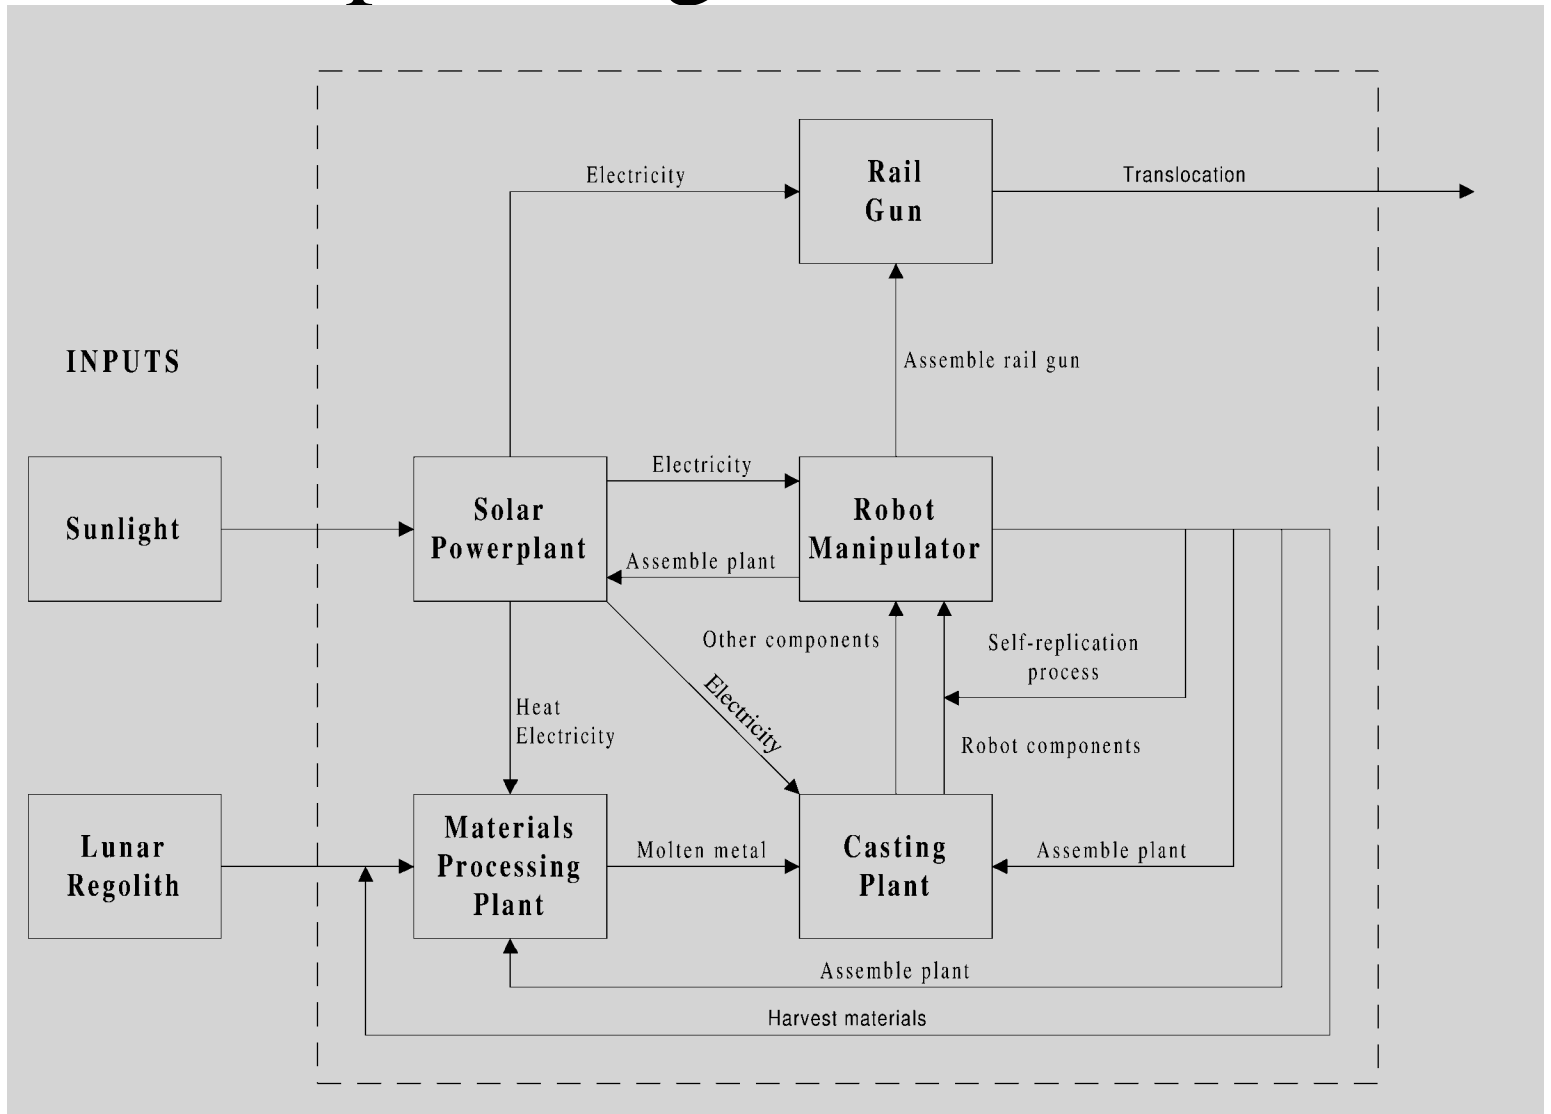 Electricity
Rail
Gun
Translocation
INPUTS
Assemble rail gun
Sunlight
Solar
Powerplant
Electricity
Assemble plant
Robot
Manipulator
Other components
Self-replication
process
Heat
Electricity
Electricity
Robot components
Lunar
Regolith
Materials
Processing
Plant
Molten metal
Casting
Plant
Assemble plant
Assemble plant
Harvest materials